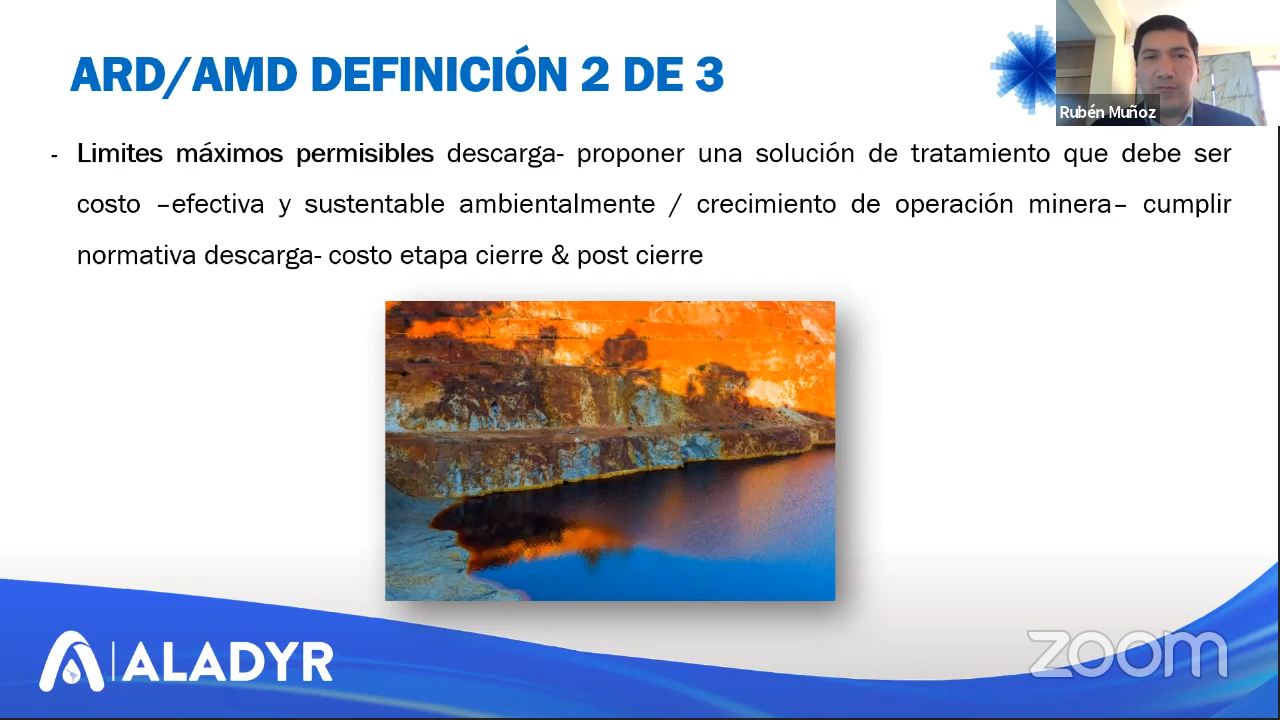 ARD/AMD DEFINICIÓN 2 DE 3
Rubén Muñoz
- Limites máximos permisibles descarga- proponer una solución de tratamiento que debe ser
costo –efectiva y sustentable ambientalmente / crecimiento de operación minera– cumplir
normativa descarga- costo etapa cierre & post cierre
ALADYR
zoom